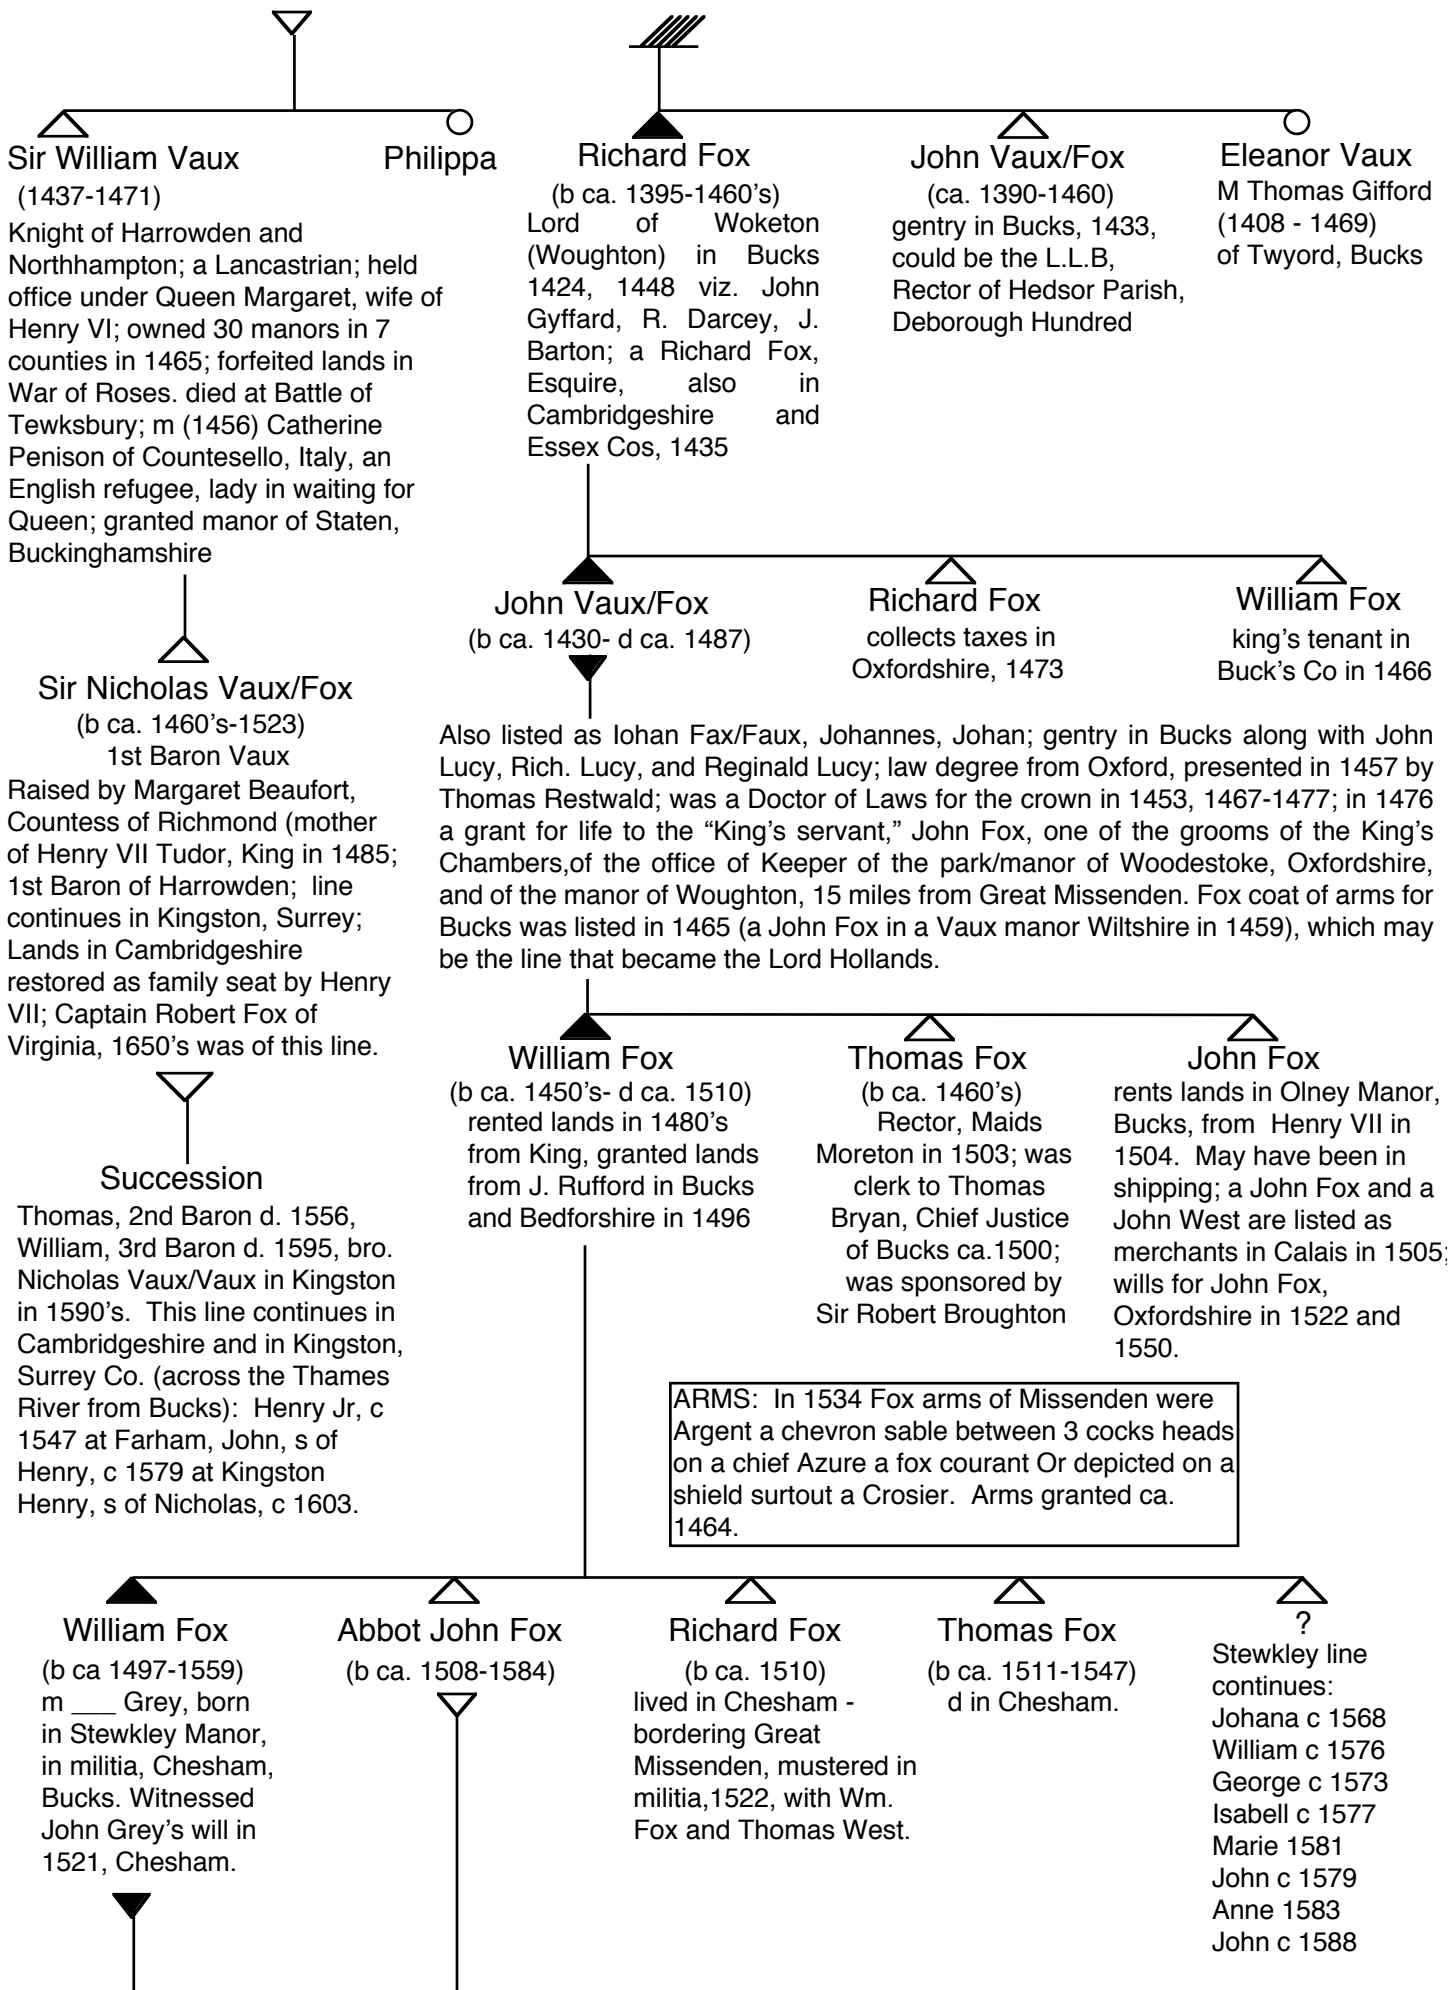 Sir William Vaux
(1437-1471)
Knight of Harrowden and
Northhampton; a Lancastrian; held
office under Queen Margaret, wife of
Henry VI; owned 30 manors in 7
counties in 1465; forfeited lands in
War of Roses. died at Battle of
Tewksbury; m (1456) Catherine
Penison of Countesello, Italy, an
English refugee, lady in waiting for
Queen; granted manor of Staten,
Buckinghamshire
Philippa
Richard Fox
(b ca. 1395-1460's)
Lord of Woketon
(Woughton) in Bucks
1424, 1448 viz. John
Gyffard, R. Darcey, J.
Barton; a Richard Fox,
Esquire, also in
Cambridgeshire and
Essex Cos, 1435
John Vaux/Fox
(ca. 1390-1460)
gentry in Bucks, 1433,
could be the L.L.B,
Rector of Hedsor Parish,
Deborough Hundred
Eleanor Vaux
M Thomas Gifford
(1408 - 1469)
of Twyord, Bucks
Sir Nicholas Vaux/Fox
(b ca. 1460's-1523)
1st Baron Vaux
Raised by Margaret Beaufort,
Countess of Richmond (mother
of Henry VII Tudor, King in 1485;
1st Baron of Harrowden; line
continues in Kingston, Surrey;
Lands in Cambridgeshire
restored as family seat by Henry
VII; Captain Robert Fox of
Virginia, 1650's was of this line.
Succession
Thomas, 2nd Baron d. 1556,
William, 3rd Baron d. 1595, bro.
Nicholas Vaux/Vaux in Kingston
in 1590's. This line continues in
Cambridgeshire and in Kingston,
Surrey Co. (across the Thames
River from Bucks): Henry Jr, c
1547 at Farham, John, s of
Henry, c 1579 at Kingston
Henry, s of Nicholas, c 1603.
John Vaux/Fox
(b ca. 1430- d ca. 1487)
Richard Fox
collects taxes in
Oxfordshire, 1473
William Fox
king's tenant in
Buck's Co in 1466
Also listed as Iohan Fax/Faux, Johannes, Johan; gentry in Bucks along with John
Lucy, Rich. Lucy, and Reginald Lucy; law degree from Oxford, presented in 1457 by
Thomas Restwald; was a Doctor of Laws for the crown in 1453, 1467-1477; in 1476
a grant for life to the “King's servant,” John Fox, one of the grooms of the King's
Chambers,of the office of Keeper of the park/manor of Woodestoke, Oxfordshire,
and of the manor of Woughton, 15 miles from Great Missenden. Fox coat of arms for
Bucks was listed in 1465 (a John Fox in a Vaux manor Wiltshire in 1459), which may
be the line that became the Lord Hollands.
William Fox
(b ca. 1450's- d ca. 1510)
rented lands in 1480's
from King, granted lands
from J. Rufford in Bucks
and Bedforshire in 1496
Thomas Fox
(b ca. 1460's)
Rector, Maids
Moreton in 1503; was
clerk to Thomas
Bryan, Chief Justice
of Bucks ca.1500;
was sponsored by
Sir Robert Broughton
John Fox
rents lands in Olney Manor,
Bucks, from Henry VII in
1504. May have been in
shipping; a John Fox and a
John West are listed as
merchants in Calais in 1505;
wills for John Fox,
Oxfordshire in 1522 and
1550.
ARMS: In 1534 Fox arms of Missenden were
Argent a chevron sable between 3 cocks heads
on a chief Azure a fox courant Or depicted on a
shield surtout a Crosier. Arms granted ca.
1464.
William Fox
(b ca 1497-1559)
m ___ Grey, born
in Stewkley Manor,
in militia, Chesham,
Bucks. Witnessed
John Grey's will in
1521, Chesham.
Abbot John Fox
(b ca. 1508-1584)
Richard Fox
(b ca. 1510)
lived in Chesham -
bordering Great
Missenden, mustered in
militia,1522, with Wm.
Fox and Thomas West.
Thomas Fox
(b ca. 1511-1547)
d in Chesham.
?
Stewkley line
continues:
Johana c 1568
William c 1576
George c 1573
Isabell c 1577
Marie 1581
John c 1579
Anne 1583
John c 1588